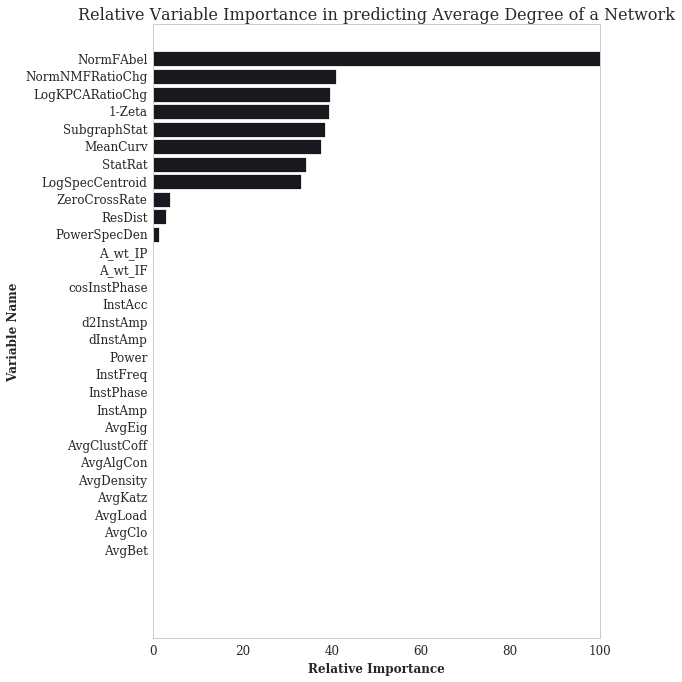 Relative Variable Importance in predicting Average Degree of a Network
Variable Name
NormFAbel
NormNMFRatioChg
LogKPCARatioChg
1-Zeta
SubgraphStat
MeanCurv
StatRat
LogSpecCentroid
ZeroCrossRate
ResDist
PowerSpecDen
A_wt_IP
A_wt_IF
cosInstPhase
InstAcc
d2InstAmp
dInstAmp
Power
InstFreq
InstPhase
InstAmp
AvgEig
AvgClustCoff
AvgAlgCon
AvgDensity
AvgKatz
AvgLoad
AvgClo
AvgBet
0 20 40 60 80 100
Relative Importance